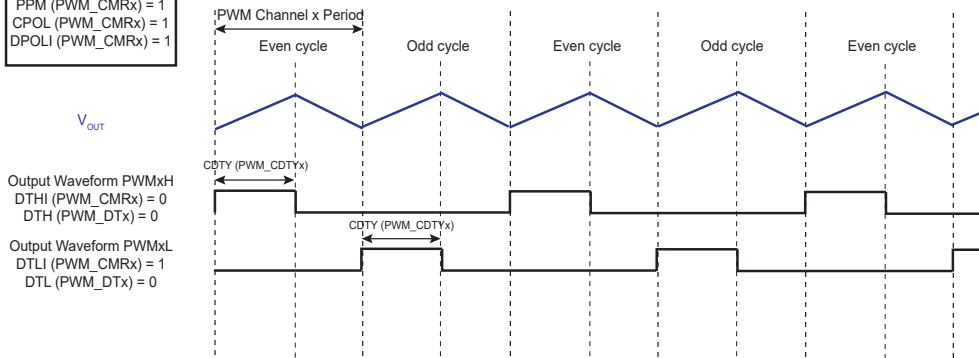 PPM (PWM_CMRx) = 1
CPOL (PWM_CMRx) = 1
DPOLI (PWM_CMRx) = 1
PWM Channel x Period
Even cycle
Odd cycle
Even cycle
Odd cycle
Even cycle
VOUT
CDTY (PWM_CDTYx)
Output Waveform PWMxH
DTHI (PWM_CMRx) = 0
DTH (PWM_DTx) = 0
CDTY (PWM_CDTYx)
Output Waveform PWMxL
DTLI (PWM_CMRx) = 1
DTL (PWM_DTx) = 0